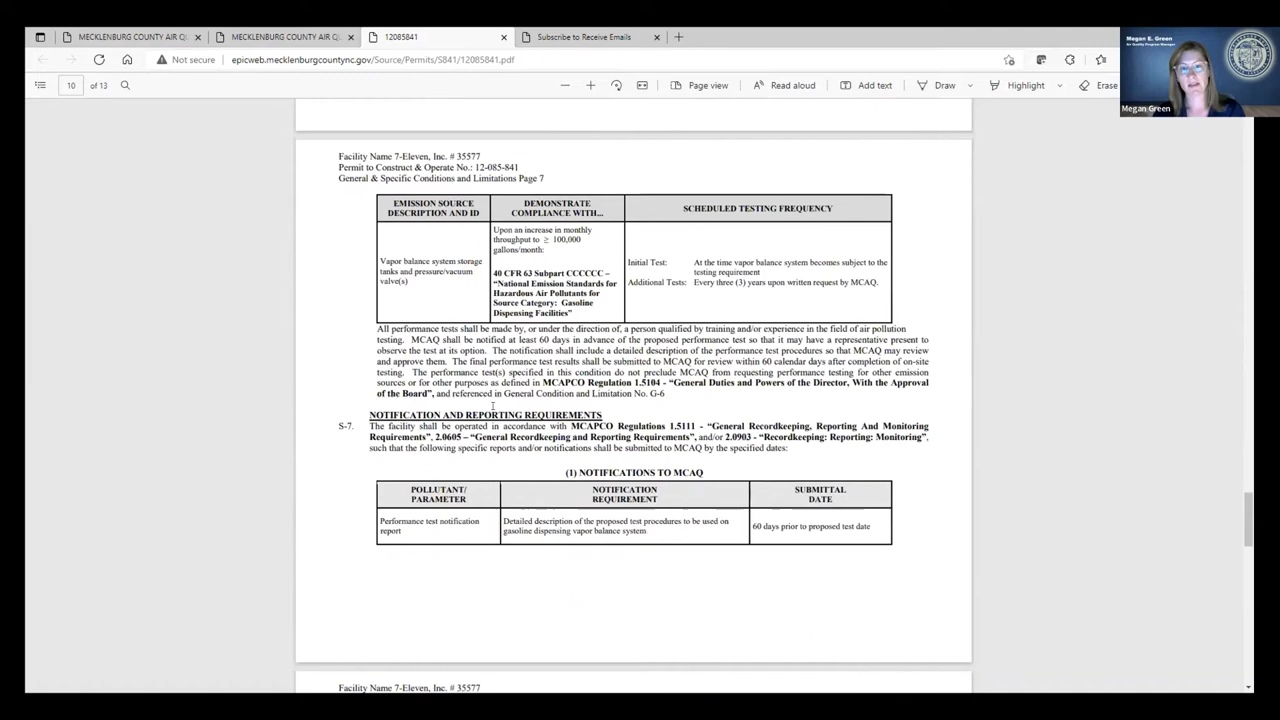 MECKLENBURG COUNTY AIR Q
MECKLENBURG COUNTY AIR Q
12085841
Subscribe to Receive Emails
Not secure
epicweb.mecklenburgcountync.gov/Source/Permits/S841/12085841.pdf
10 of 13
Page view
Read aloud
Add text
Draw
Highlight
Erase
Megan E. Green
Air Quality Program Manager
Megan Green
Facility Name 7-Eleven, Inc. # 35577
Permit to Construct & Operate No.: 12-085-841
General & Specific Conditions and Limitations Page 7
EMISSION SOURCE
DESCRIPTION AND ID
DEMONSTRATE
COMPLIANCE WITH...
SCHEDULED TESTING FREQUENCY
Vapor balance system storage
tanks and pressure/vacuum
valve(s)
Upon an increase in monthly
throughput to ≥ 100,000
gallons/month:
40 CFR 63 Subpart CCCCCC –
"National Emission Standards for
Hazardous Air Pollutants for
Source Category: Gasoline
Dispensing Facilities"
Initial Test: At the time vapor balance system becomes subject to the
testing requirement
Additional Tests: Every three (3) years upon written request by MCAQ.
All performance tests shall be made by, or under the direction of, a person qualified by training and/or experience in the field of air pollution
testing. MCAQ shall be notified at least 60 days in advance of the proposed performance test so that it may have a representative present to
observe the test at its option. The notification shall include a detailed description of the performance test procedures so that MCAQ may review
and approve them. The final performance test results shall be submitted to MCAQ for review within 60 calendar days after completion of on-site
testing. The performance test(s) specified in this condition do not preclude MCAQ from requesting performance testing for other emission
sources or for other purposes as defined in MCAPCO Regulation 1.5104 - "General Duties and Powers of the Director, With the Approval
of the Board", and referenced in General Condition and Limitation No. G-6
NOTIFICATION AND REPORTING REQUIREMENTS
S-7. The facility shall be operated in accordance with MCAPCO Regulations 1.5111 - "General Recordkeeping, Reporting And Monitoring
Requirements", 2.0605 – "General Recordkeeping and Reporting Requirements", and/or 2.0903 - "Recordkeeping: Reporting: Monitoring",
such that the following specific reports and/or notifications shall be submitted to MCAQ by the specified dates:
(1) NOTIFICATIONS TO MCAQ
POLLUTANT/
PARAMETER
NOTIFICATION
REQUIREMENT
SUBMITTAL
DATE
Performance test notification
report
Detailed description of the proposed test procedures to be used on
gasoline dispensing vapor balance system
60 days prior to proposed test date
Facility Name 7-Eleven, Inc. # 35577